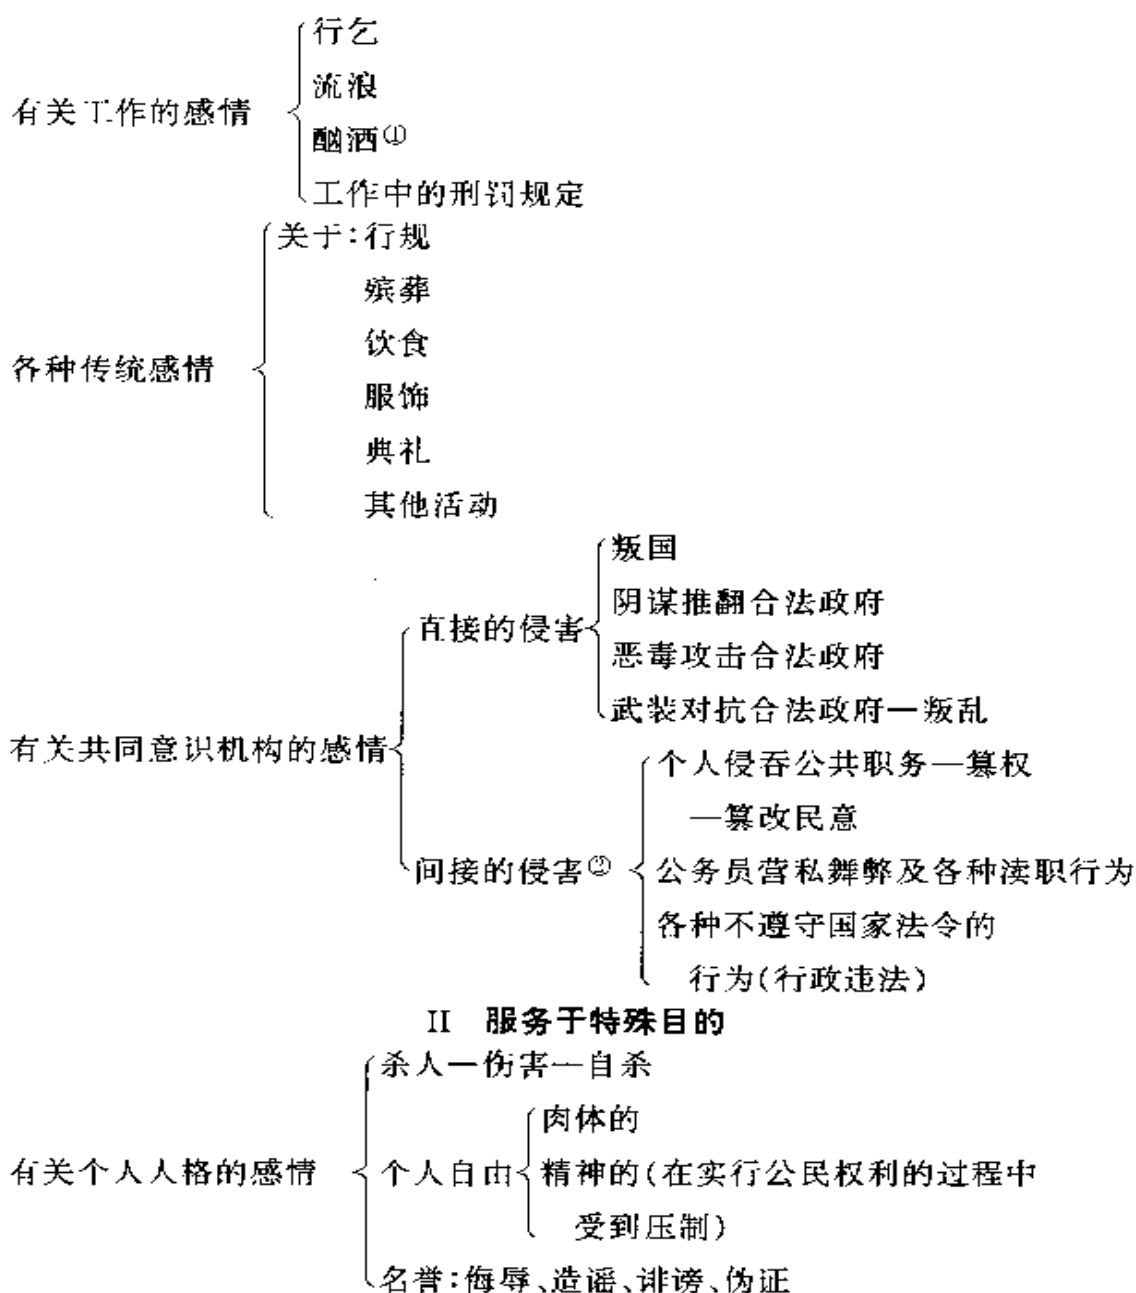 行乞
流浪
有关工作的感情
酗酒①
工作中的刑罚规定
关于:行规
殡葬
饮食
各种传统感情
服饰
典礼
其他活动
叛国
阴谋推翻合法政府
直接的侵害
恶毒攻击合法政府
武装对抗合法政府—叛乱
有关共同意识机构的感情
个人侵吞公共职务—篡权
—篡改民意
间接的侵害②
公务员营私舞弊及各种渎职行为
各种不遵守国家法令的
行为(行政违法)
II 服务于特殊目的
杀人—伤害—自杀
肉体的
有关个人人格的感情
个人自由
精神的(在实行公民权利的过程中
受到压制)
名誉:侮辱、造谣、诽谤、伪证